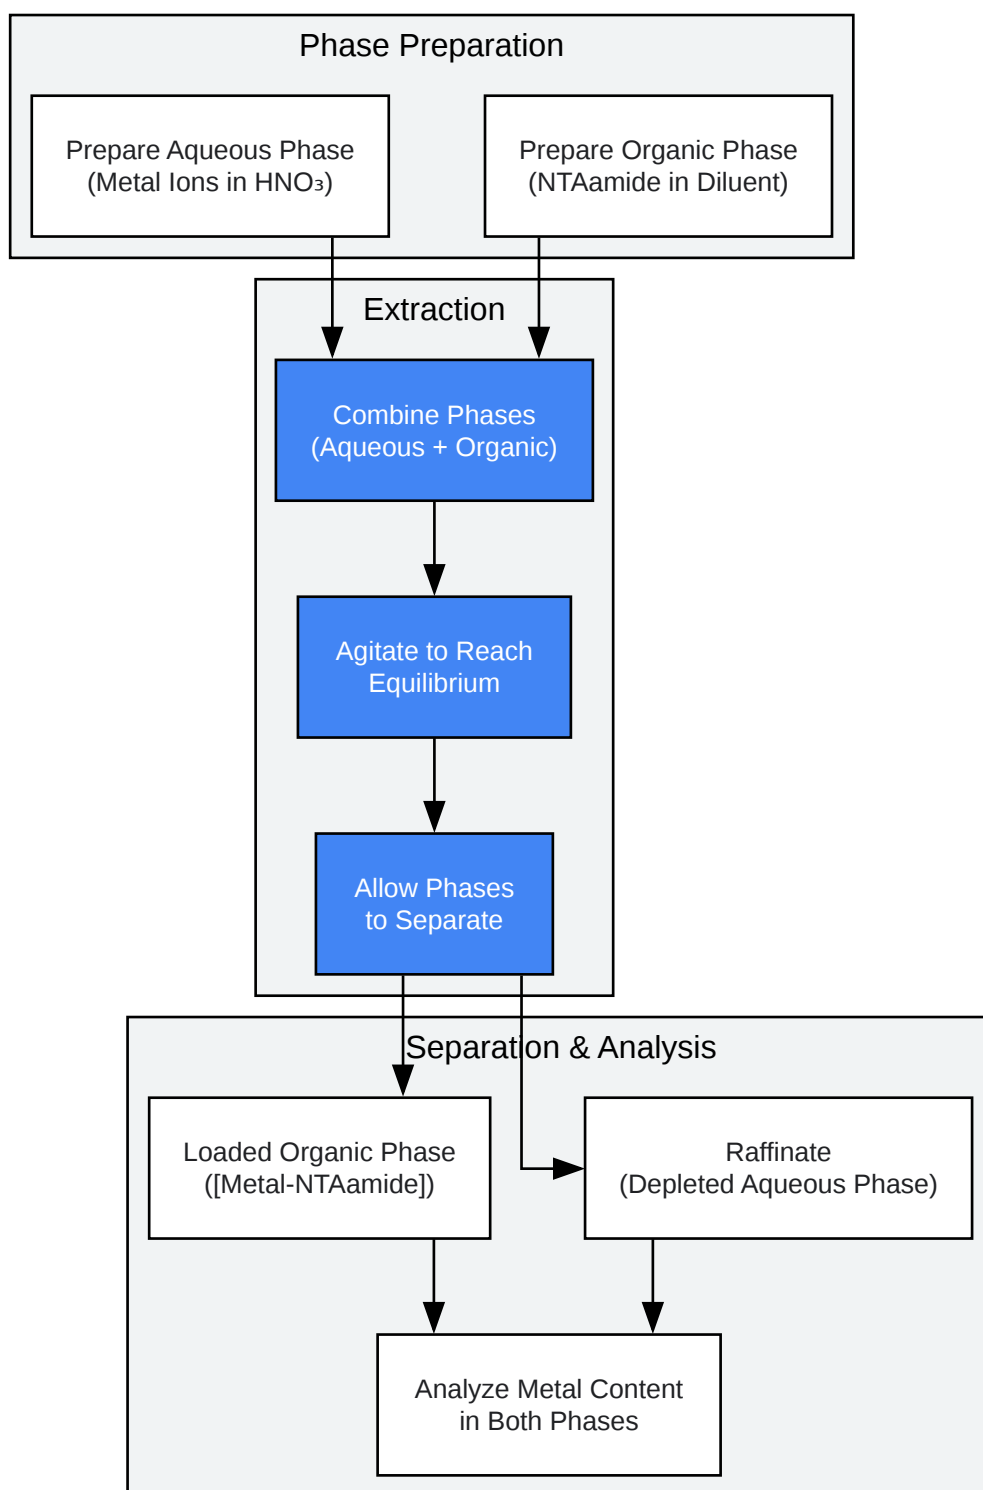 Phase Preparation
Prepare Aqueous Phase
(Metal Ions in HNO₃)
Prepare Organic Phase
(NTAamide in Diluent)
Extraction
Combine Phases
(Aqueous + Organic)
Agitate to Reach
Equilibrium
Allow Phases
to Separate
Separation & Analysis
Loaded Organic Phase
([Metal-NTAamide])
Raffinate
(Depleted Aqueous Phase)
Analyze Metal Content
in Both Phases